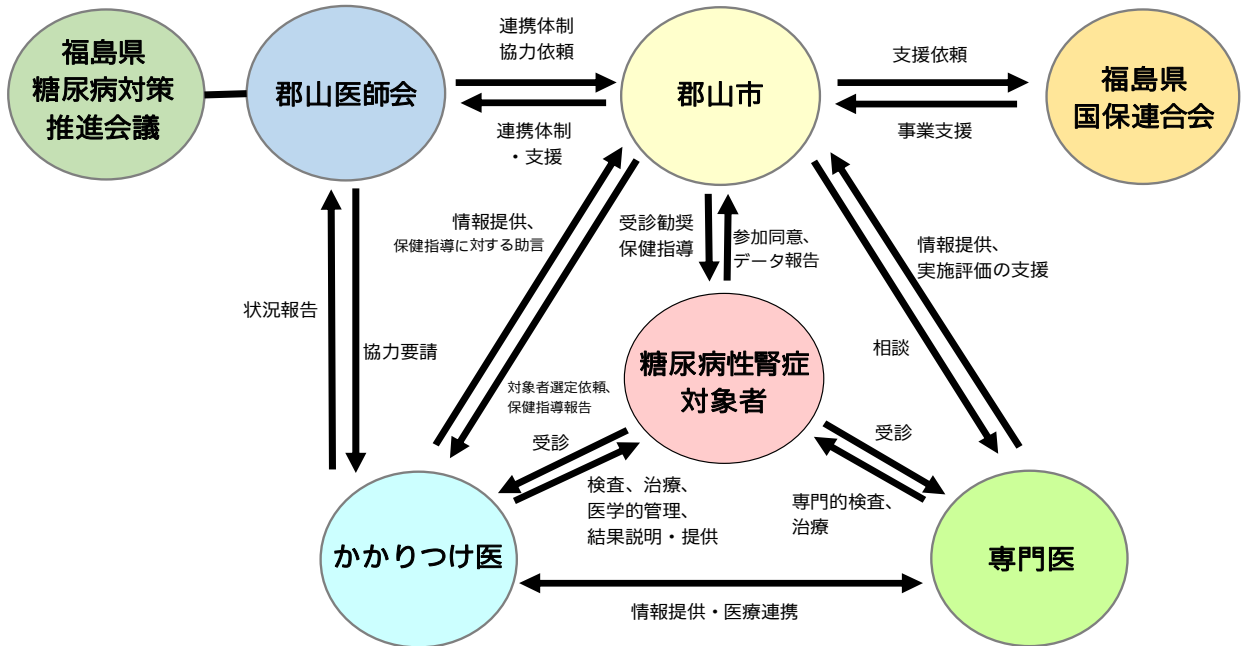 福島県
糖尿病対策
推進会議
郡山医師会
連携体制
協力依頼
連携体制
・支援
郡山市
支援依頼
事業支援
福島県
国保連合会
情報提供、
保健指導に対する助言
受診勧奨
保健指導
参加同意、
データ報告
情報提供、
実施評価の支援
状況報告
協力要請
相談
糖尿病性腎症
対象者
対象者選定依頼、
保健指導報告
受診
受診
検査、治療、
医学的管理、
結果説明・提供
専門的検査、
治療
かかりつけ医
専門医
情報提供・医療連携